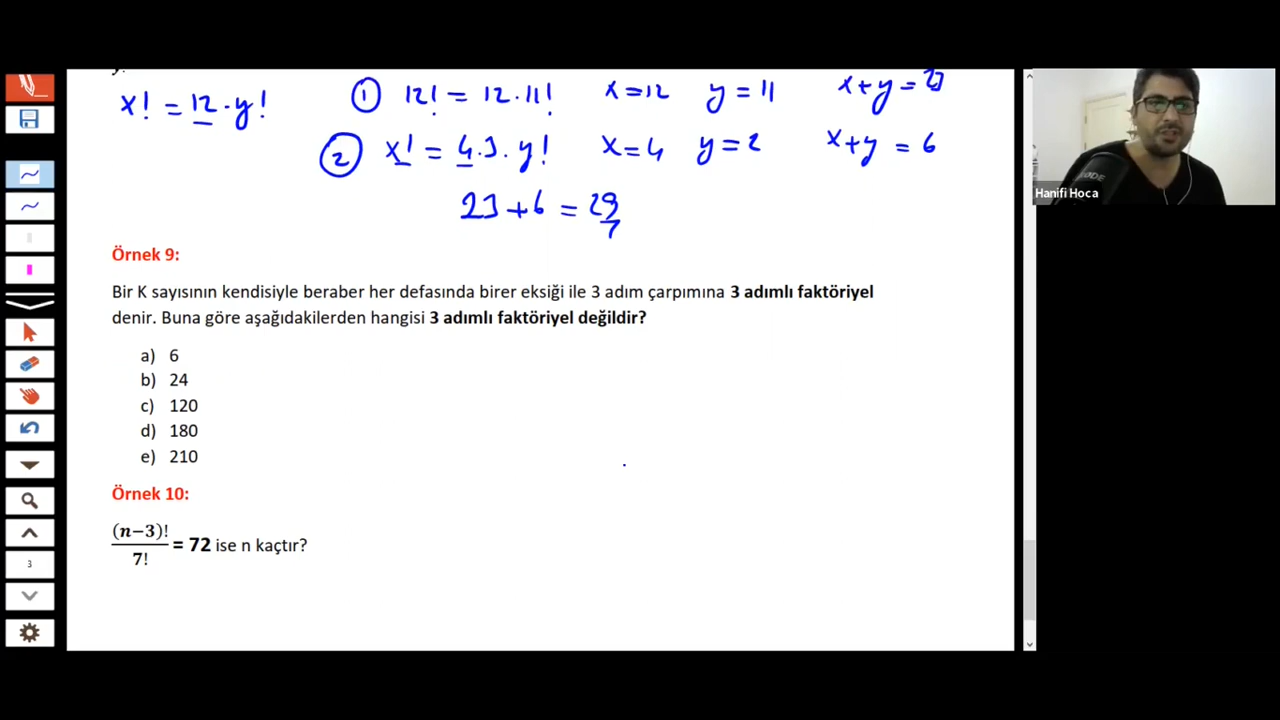 x! = 12 · y!
① 12! = 12 · 11! x = 12 y = 11 x+y = 23
② x! = 4.3. y! x = 4 y = 2 x+y = 6
23 + 6 = 29
Örnek 9:
Bir K sayısının kendisiyle beraber her defasında birer eksiği ile 3 adım çarpımına 3 adımlı faktöriyel
denir. Buna göre aşağıdakilerden hangisi 3 adımlı faktöriyel değildir?
a) 6
b) 24
c) 120
d) 180
e) 210
Örnek 10:
(n−3)!
7!
= 72 ise n kaçtır?
3
Hanifi Hoca